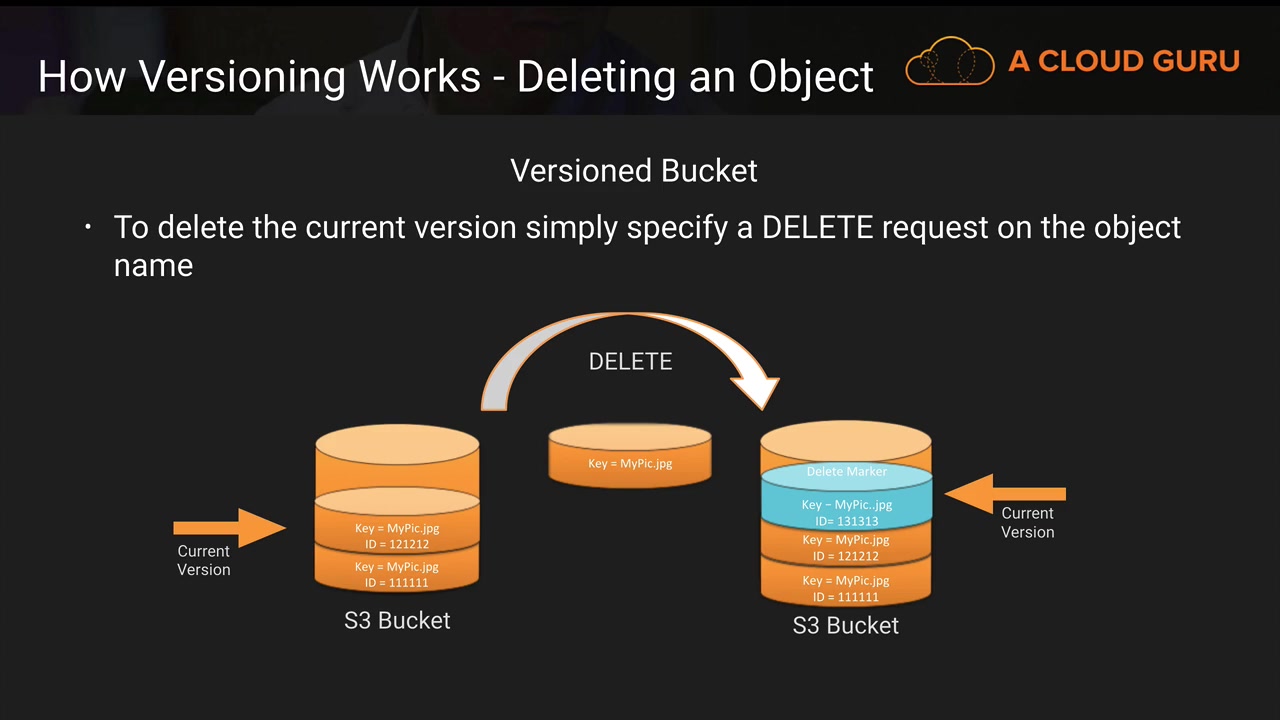 How Versioning Works - Deleting an Object
A CLOUD GURU
Versioned Bucket
· To delete the current version simply specify a DELETE request on the object
name
DELETE
Key = MyPic.jpg
Current
Version
Key = MyPic.jpg
ID = 121212
Key = MyPic.jpg
ID = 111111
S3 Bucket
Delete Marker
Key – MyPic..jpg
ID= 131313
Key = MyPic.jpg
ID = 121212
Key = MyPic.jpg
ID = 111111
S3 Bucket
Current
Version